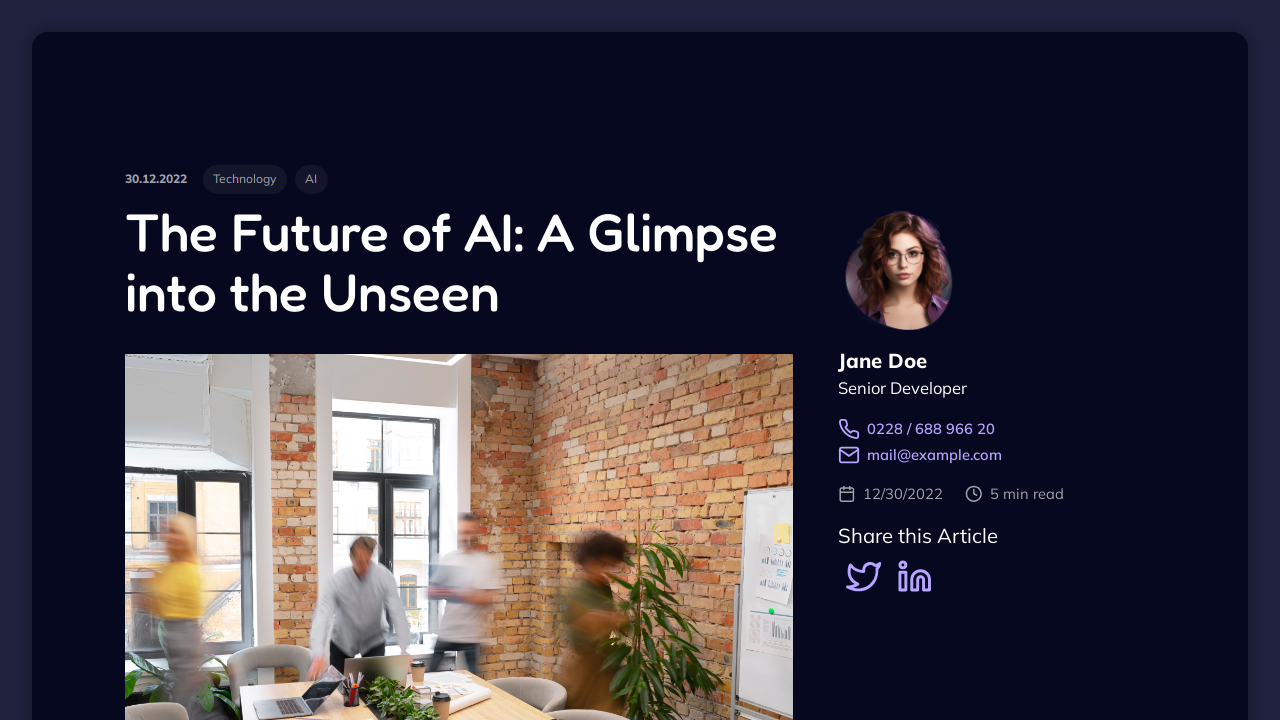 30.12.2022 Technology AI
The Future of AI: A Glimpse
into the Unseen
Jane Doe
Senior Developer
0228 / 688 966 20
mail@example.com
12/30/2022 5 min read
Share this Article